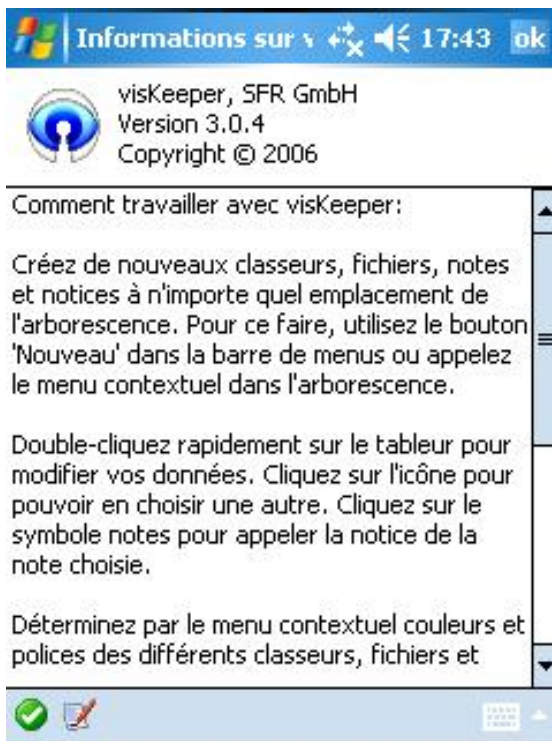 Informations sur v 17:43 ok
visKeeper, SFR GmbH
Version 3.0.4
Copyright © 2006
Comment travailler avec visKeeper:
Créez de nouveaux classeurs, fichiers, notes
et notices à n'importe quel emplacement de
l'arborescence. Pour ce faire, utilisez le bouton
'Nouveau' dans la barre de menus ou appelez
le menu contextuel dans l'arborescence.
Double-cliquez rapidement sur le tableur pour
modifier vos données. Cliquez sur l'icône pour
pouvoir en choisir une autre. Cliquez sur le
symbole notes pour appeler la notice de la
note choisie.
Déterminez par le menu contextuel couleurs et
polices des différents classeurs, fichiers et